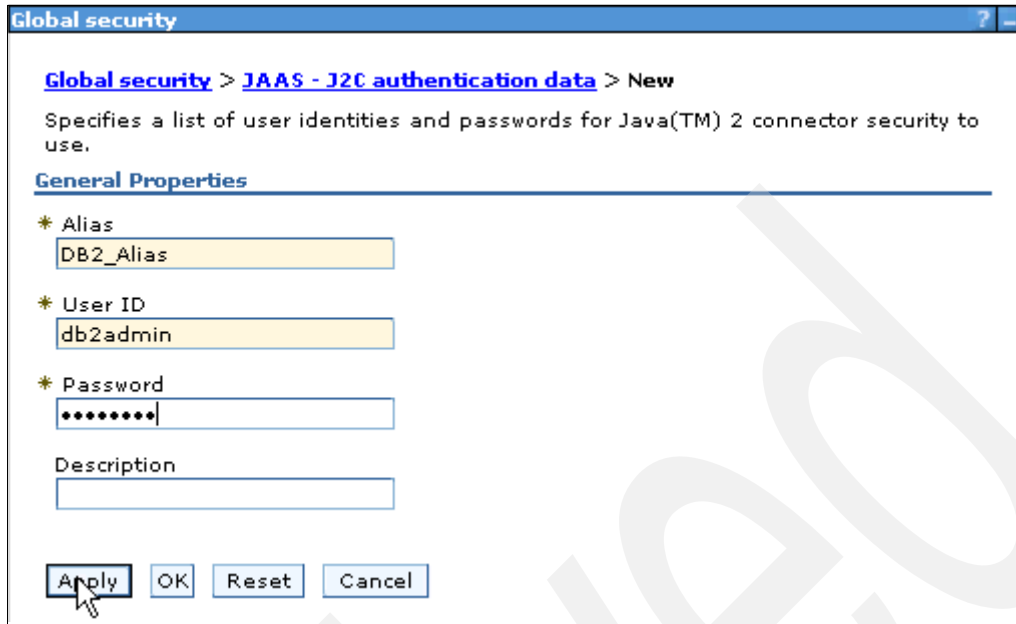 Global security ? –
Global security > JAAS - J2C authentication data > New
Specifies a list of user identities and passwords for Java(TM) 2 connector security to
use.
General Properties
* Alias
DB2_Alias
* User ID
db2admin
* Password
••••••••
Description
Apply OK Reset Cancel